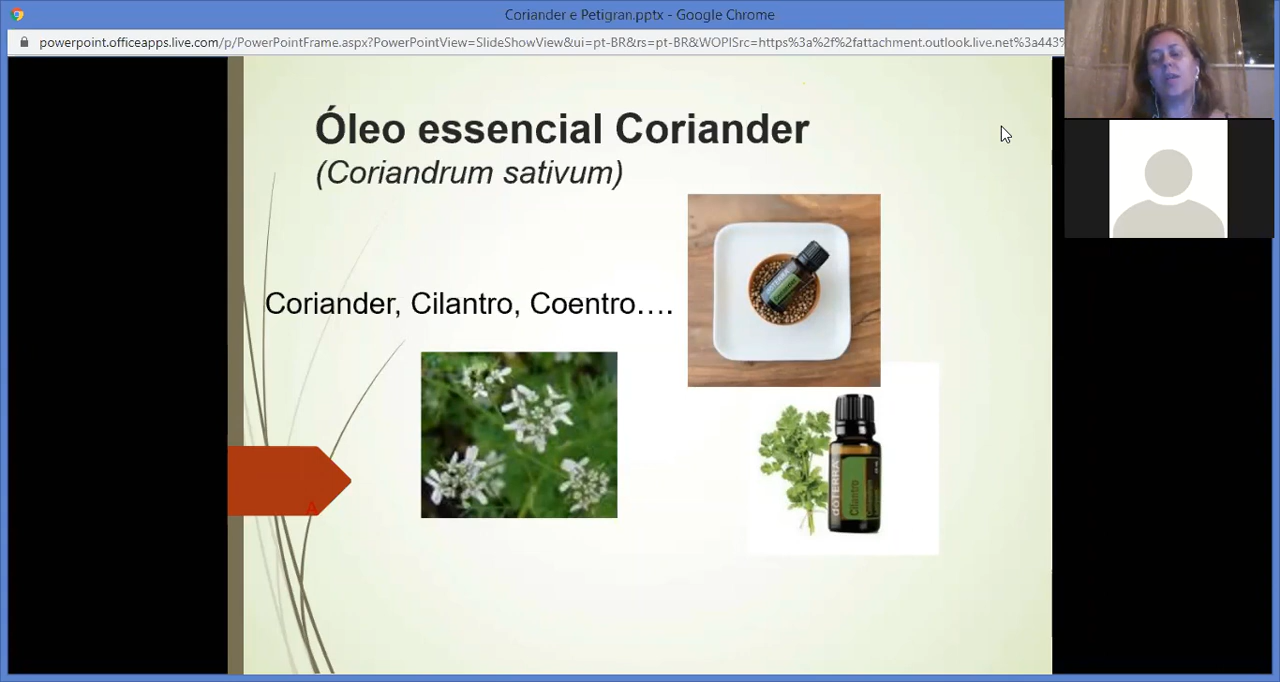 Coriander e Petigran.pptx - Google Chrome
powerpoint.officeapps.live.com/p/PowerPointFrame.aspx?PowerPointView=SlideShowView&ui=pt-BR&rs=pt-BR&WOPISrc=https%3a%2f%2fattachment.outlook.live.net%3a443%
Óleo essencial Coriander
(Coriandrum sativum)
Coriander, Cilantro, Coentro….
Coriander
dōTERRA
Cilantro
A